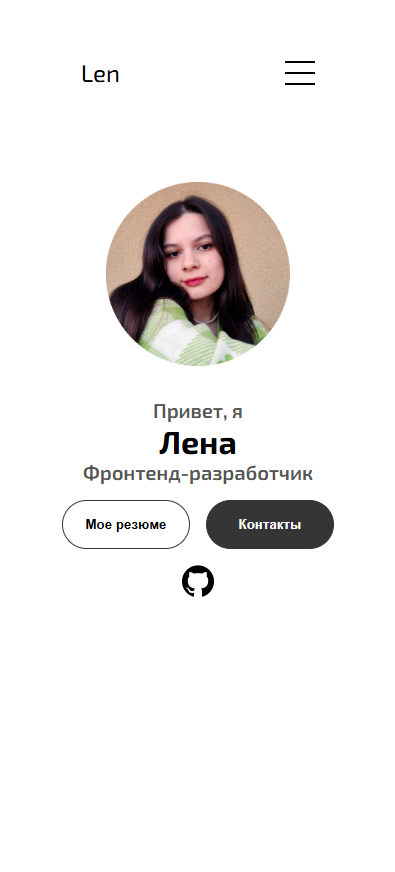 Len
Привет, я
Лена
Фронтенд-разработчик
Мое резюме
Контакты